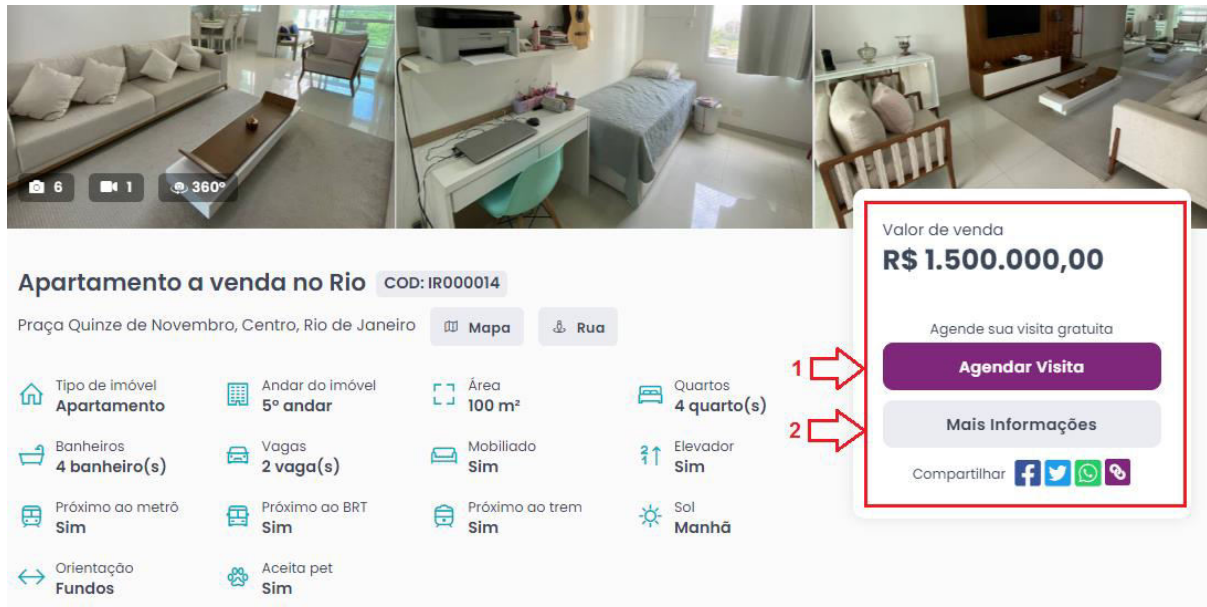 6
1
360º
Valor de venda
R$ 1.500.000,00
Apartamento a venda no Rio COD: IR000014
Praça Quinze de Novembro, Centro, Rio de Janeiro Mapa Rua
Agende sua visita gratuita
1
Agendar Visita
2
Mais Informações
Compartilhar
Tipo de imóvel
Apartamento
Andar do imóvel
5º andar
Área
100 m²
Quartos
4 quarto(s)
Banheiros
4 banheiro(s)
Vagas
2 vaga(s)
Mobiliado
Sim
Elevador
Sim
Próximo ao metrô
Sim
Próximo ao BRT
Sim
Próximo ao trem
Sim
Sol
Manhã
Orientação
Fundos
Aceita pet
Sim